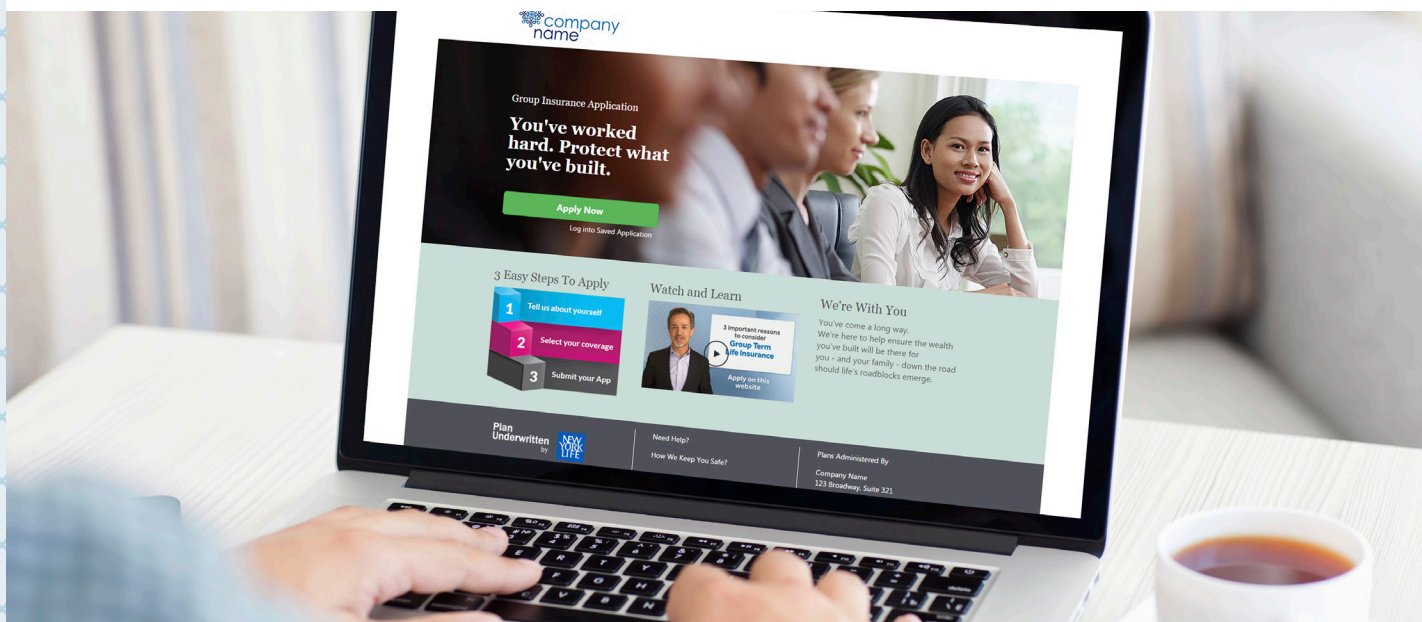 company
name
Group Insurance Application
You've worked
hard. Protect what
you've built.
Apply Now
Log into Saved Application
3 Easy Steps To Apply
1 Tell us about yourself
2 Select your coverage
3 Submit your App
Watch and Learn
3 important reasons
to consider
Group Term
Life Insurance
Apply on this
website
We're With You
You've come a long way.
We're here to help ensure the wealth
you've built will be there for
you - and your family - down the road
should life's roadblocks emerge.
Plan
Underwritten
by
NEW
YORK
LIFE
Need Help?
How We Keep You Safe?
Plans Administered By
Company Name
123 Broadway, Suite 321